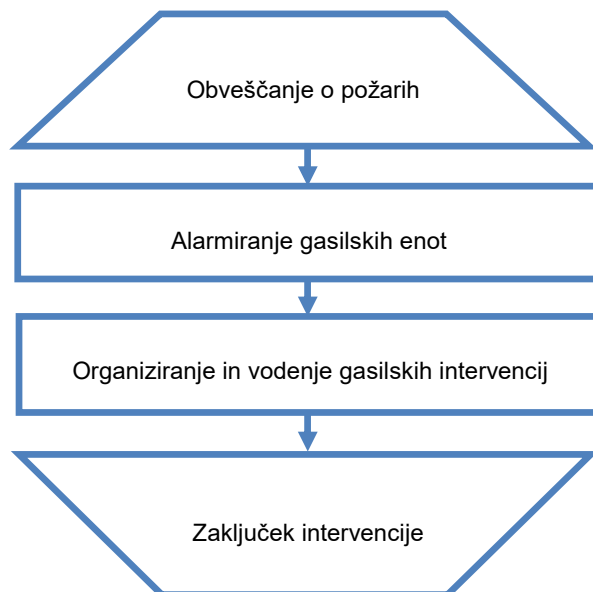 Obveščanje o požarih
Alarmiranje gasilskih enot
Organiziranje in vodenje gasilskih intervencij
Zaključek intervencije